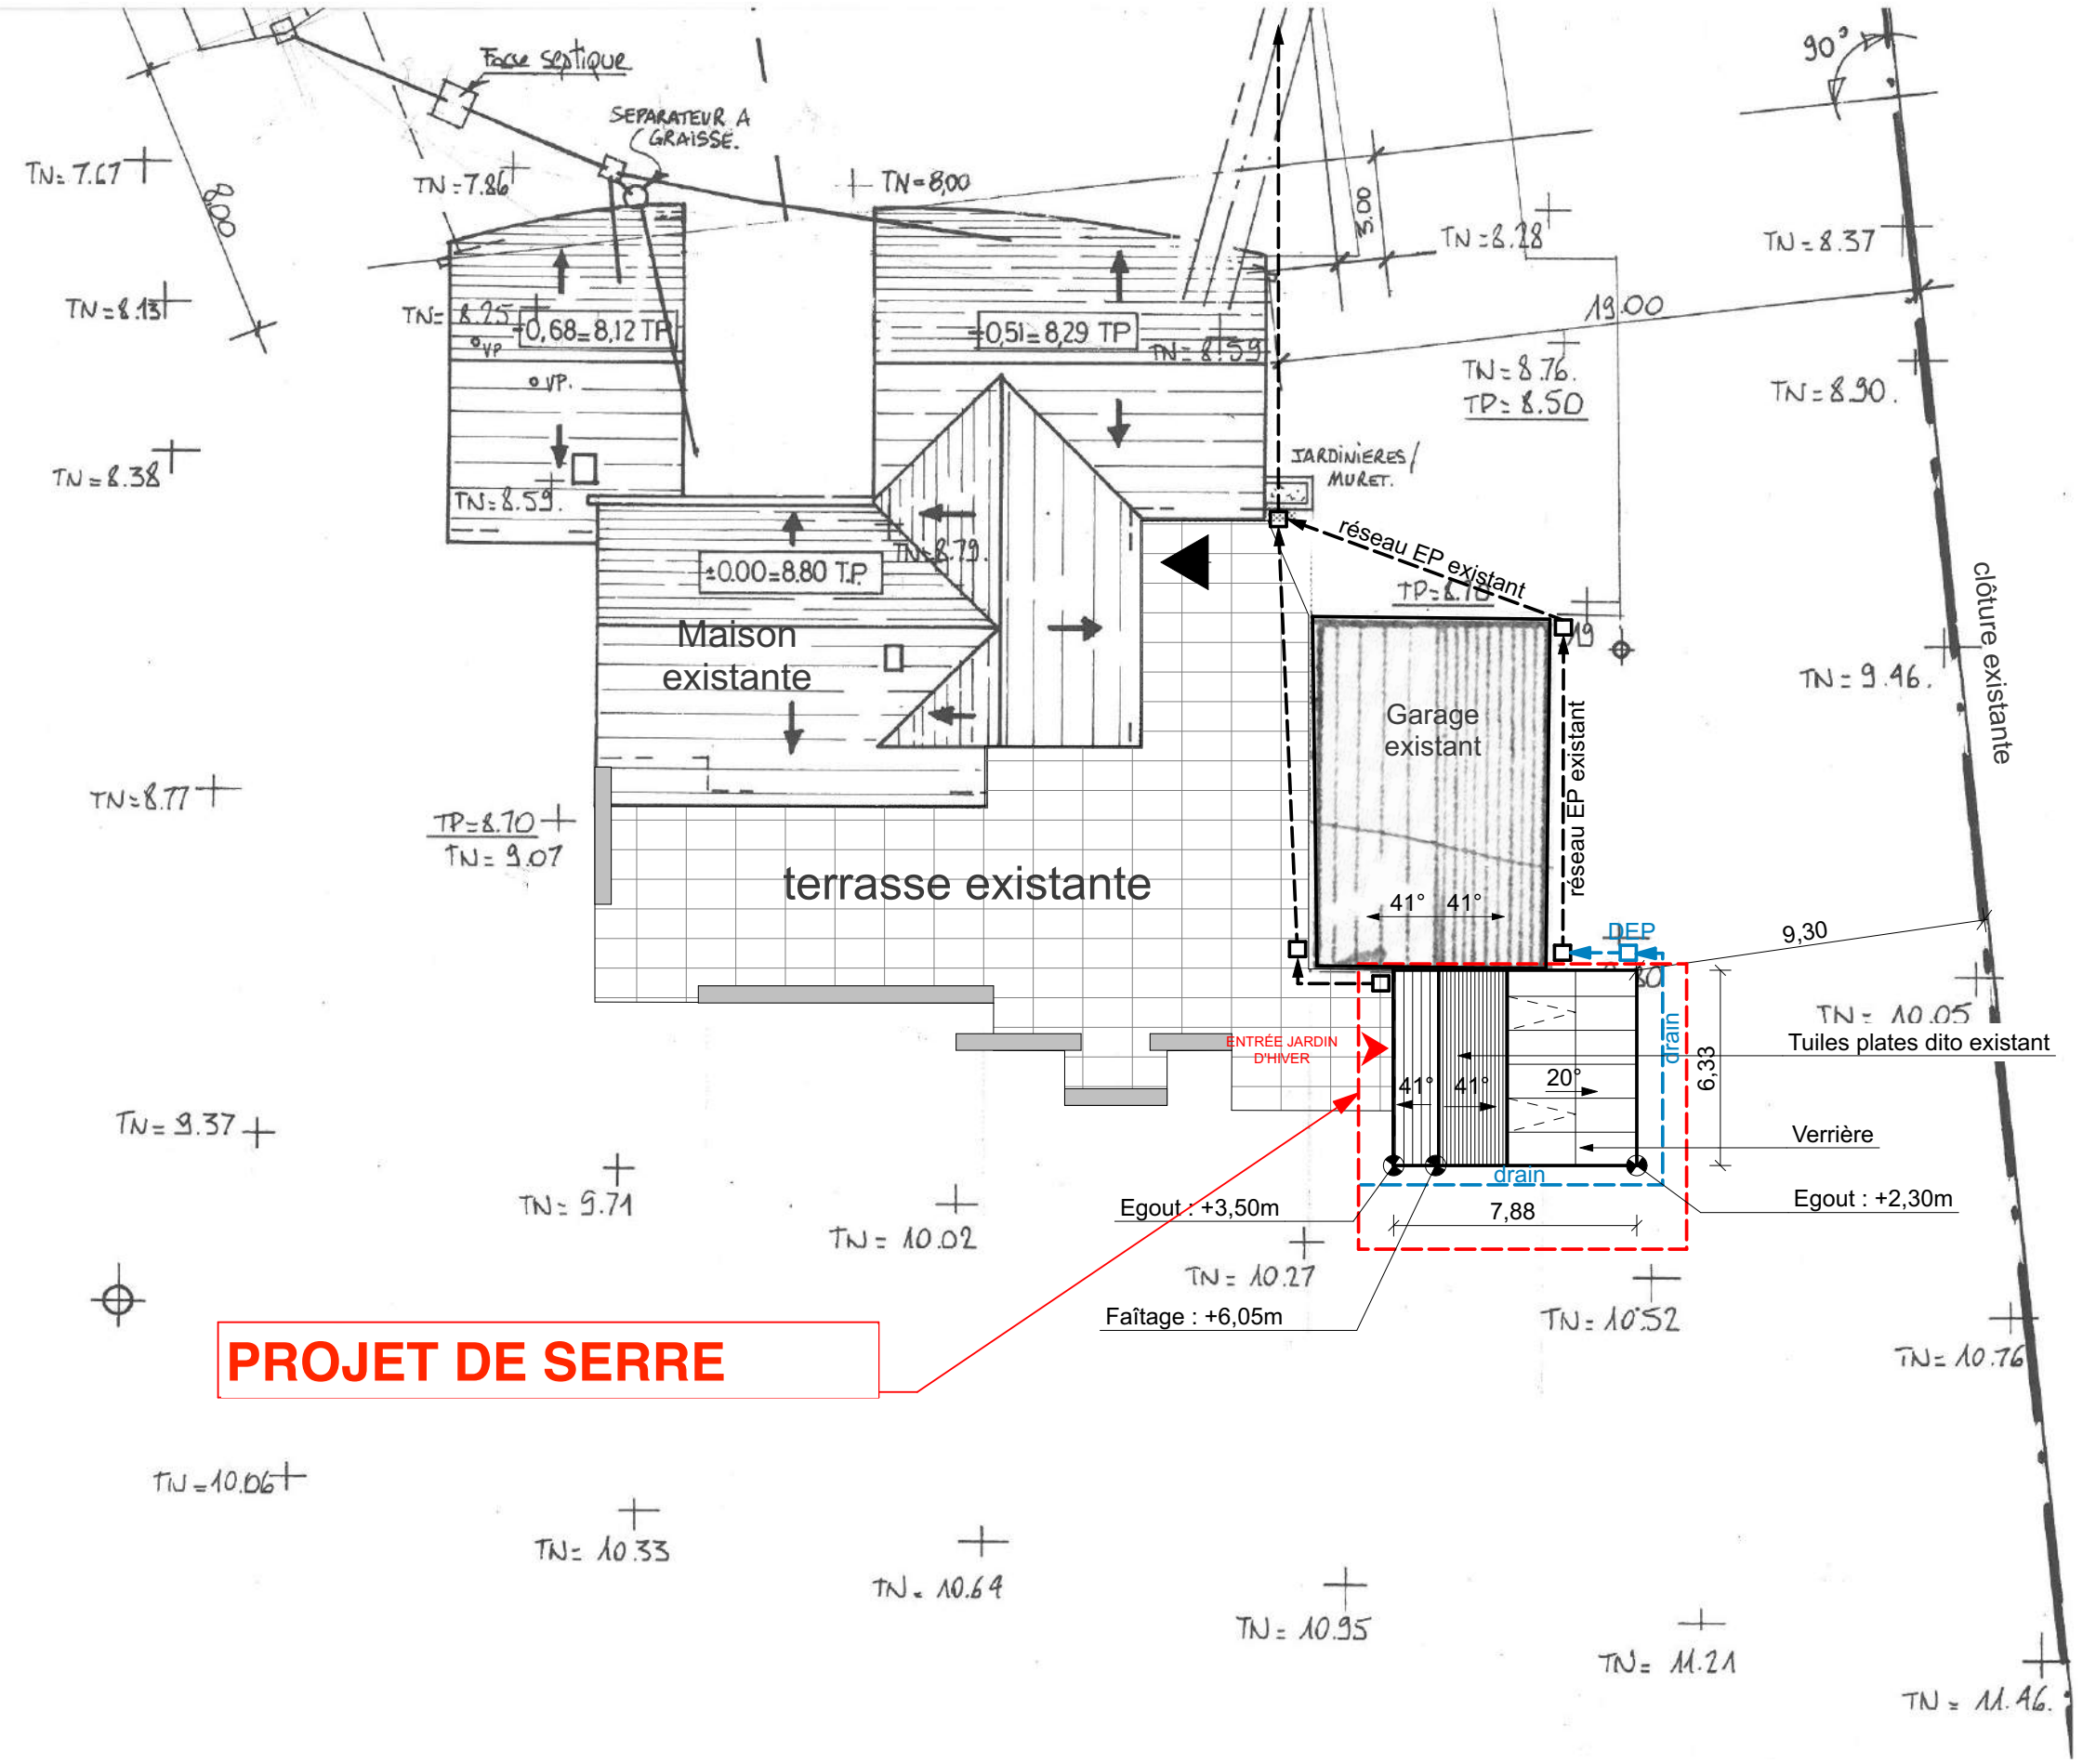 90°
Fosse septique
SEPARATEUR A
GRAISSE.
TN: 7.67
TN=7.86
TN=8,00
8,00
3.00
TN=8.28
TN=8.37
TN=8.13
TN= 8.25
-0,68=8,12 TP
-0,51=8,29 TP
TN=8.59
19.00
° VP
° VP.
TN=8.76.
TP=8.50
TN=8.90.
TN=8.38
TN=8.59.
JARDINIÈRES/
MURET.
réseau EP existant
±0.00=8.80 T.P.
TN=8.79.
clôture existante
Maison
existante
TN=9.46.
Garage
existant
réseau EP existant
TN=8.77
TP=8.70
TN= 9.07
terrasse existante
41° 41°
DEP
9,30
TN= 10.05
Tuiles plates dito existant
ENTRÉE JARDIN
D'HIVER
drain
6,33
41° 41° 20°
TN= 9.37
Verrière
TN= 9.71
drain
Egout : +3,50m
7,88
Egout : +2,30m
TN= 10.02
TN= 10.27
Faîtage : +6,05m
TN= 10.52
PROJET DE SERRE
TN= 10.76
TN=10.06
TN= 10.33
TN= 10.64
TN= 10.95
TN= 11.21
TN= 11.46.